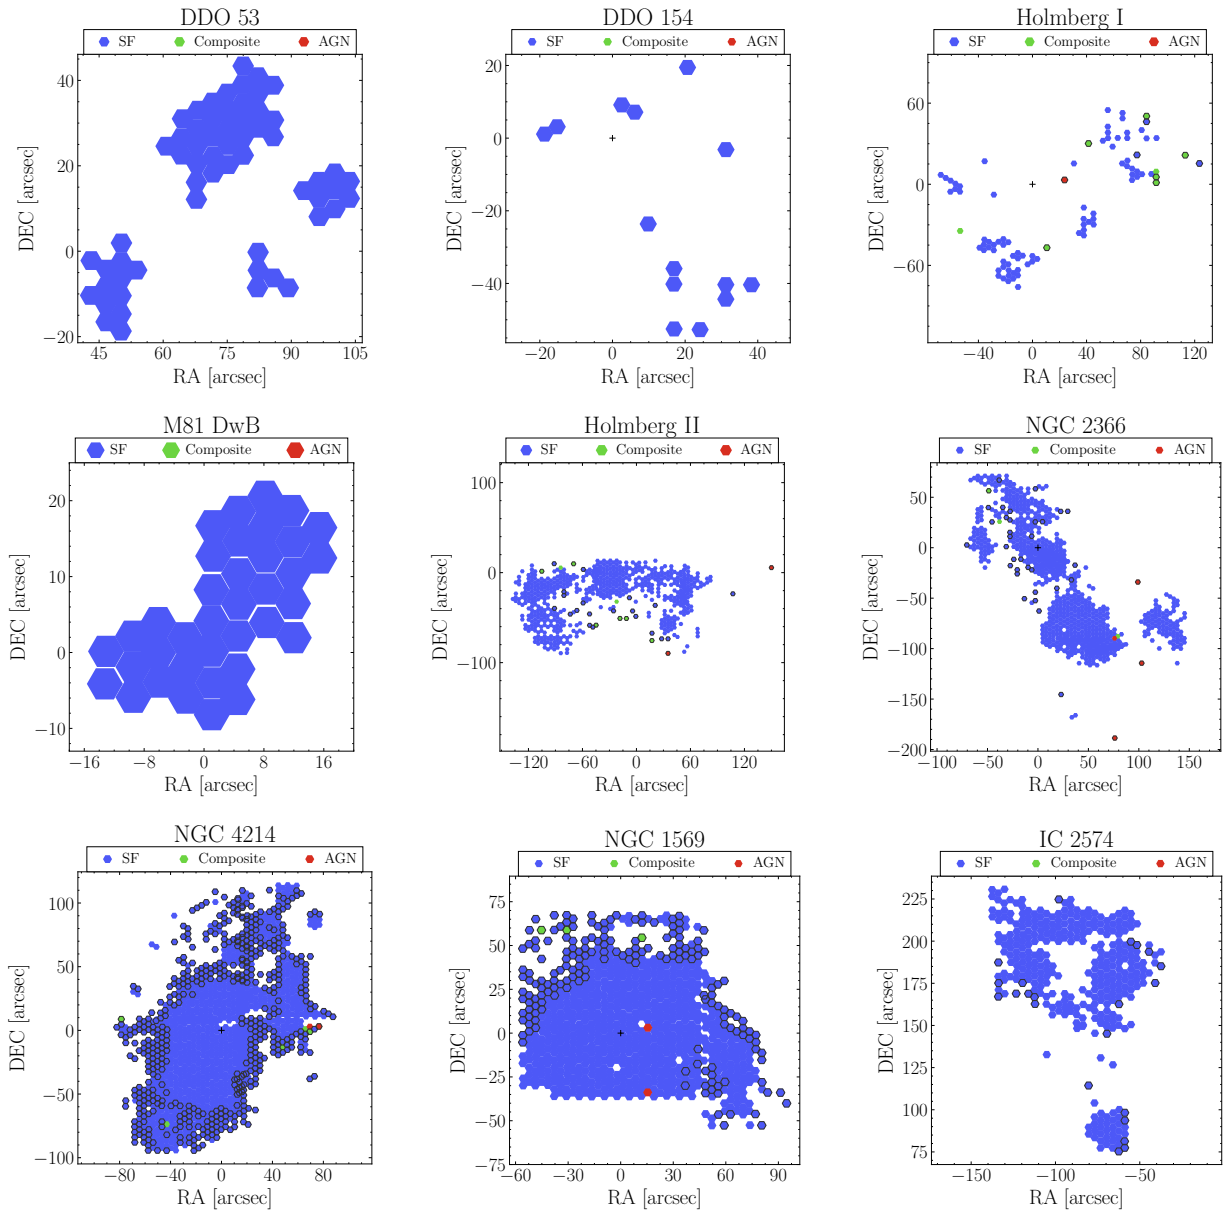 DDO 53
SF Composite AGN
40
20
0
−20
DEC [arcsec]
45 60 75 90 105
RA [arcsec]
DDO 154
SF Composite AGN
20
0
−20
−40
DEC [arcsec]
−20 0 20 40
RA [arcsec]
Holmberg I
SF Composite AGN
60
0
−60
DEC [arcsec]
−40 0 40 80 120
RA [arcsec]
M81 DwB
SF Composite AGN
20
10
0
−10
DEC [arcsec]
−16 −8 0 8 16
RA [arcsec]
Holmberg II
SF Composite AGN
100
0
−100
DEC [arcsec]
−120 −60 0 60 120
RA [arcsec]
NGC 2366
SF Composite AGN
50
0
−50
−100
−150
−200
DEC [arcsec]
−100 −50 0 50 100 150
RA [arcsec]
NGC 4214
SF Composite AGN
100
50
0
−50
−100
DEC [arcsec]
−80 −40 0 40 80
RA [arcsec]
NGC 1569
SF Composite AGN
75
50
25
0
−25
−50
−75
DEC [arcsec]
−60 −30 0 30 60 90
RA [arcsec]
IC 2574
SF Composite AGN
225
200
175
150
125
100
75
DEC [arcsec]
−150 −100 −50
RA [arcsec]